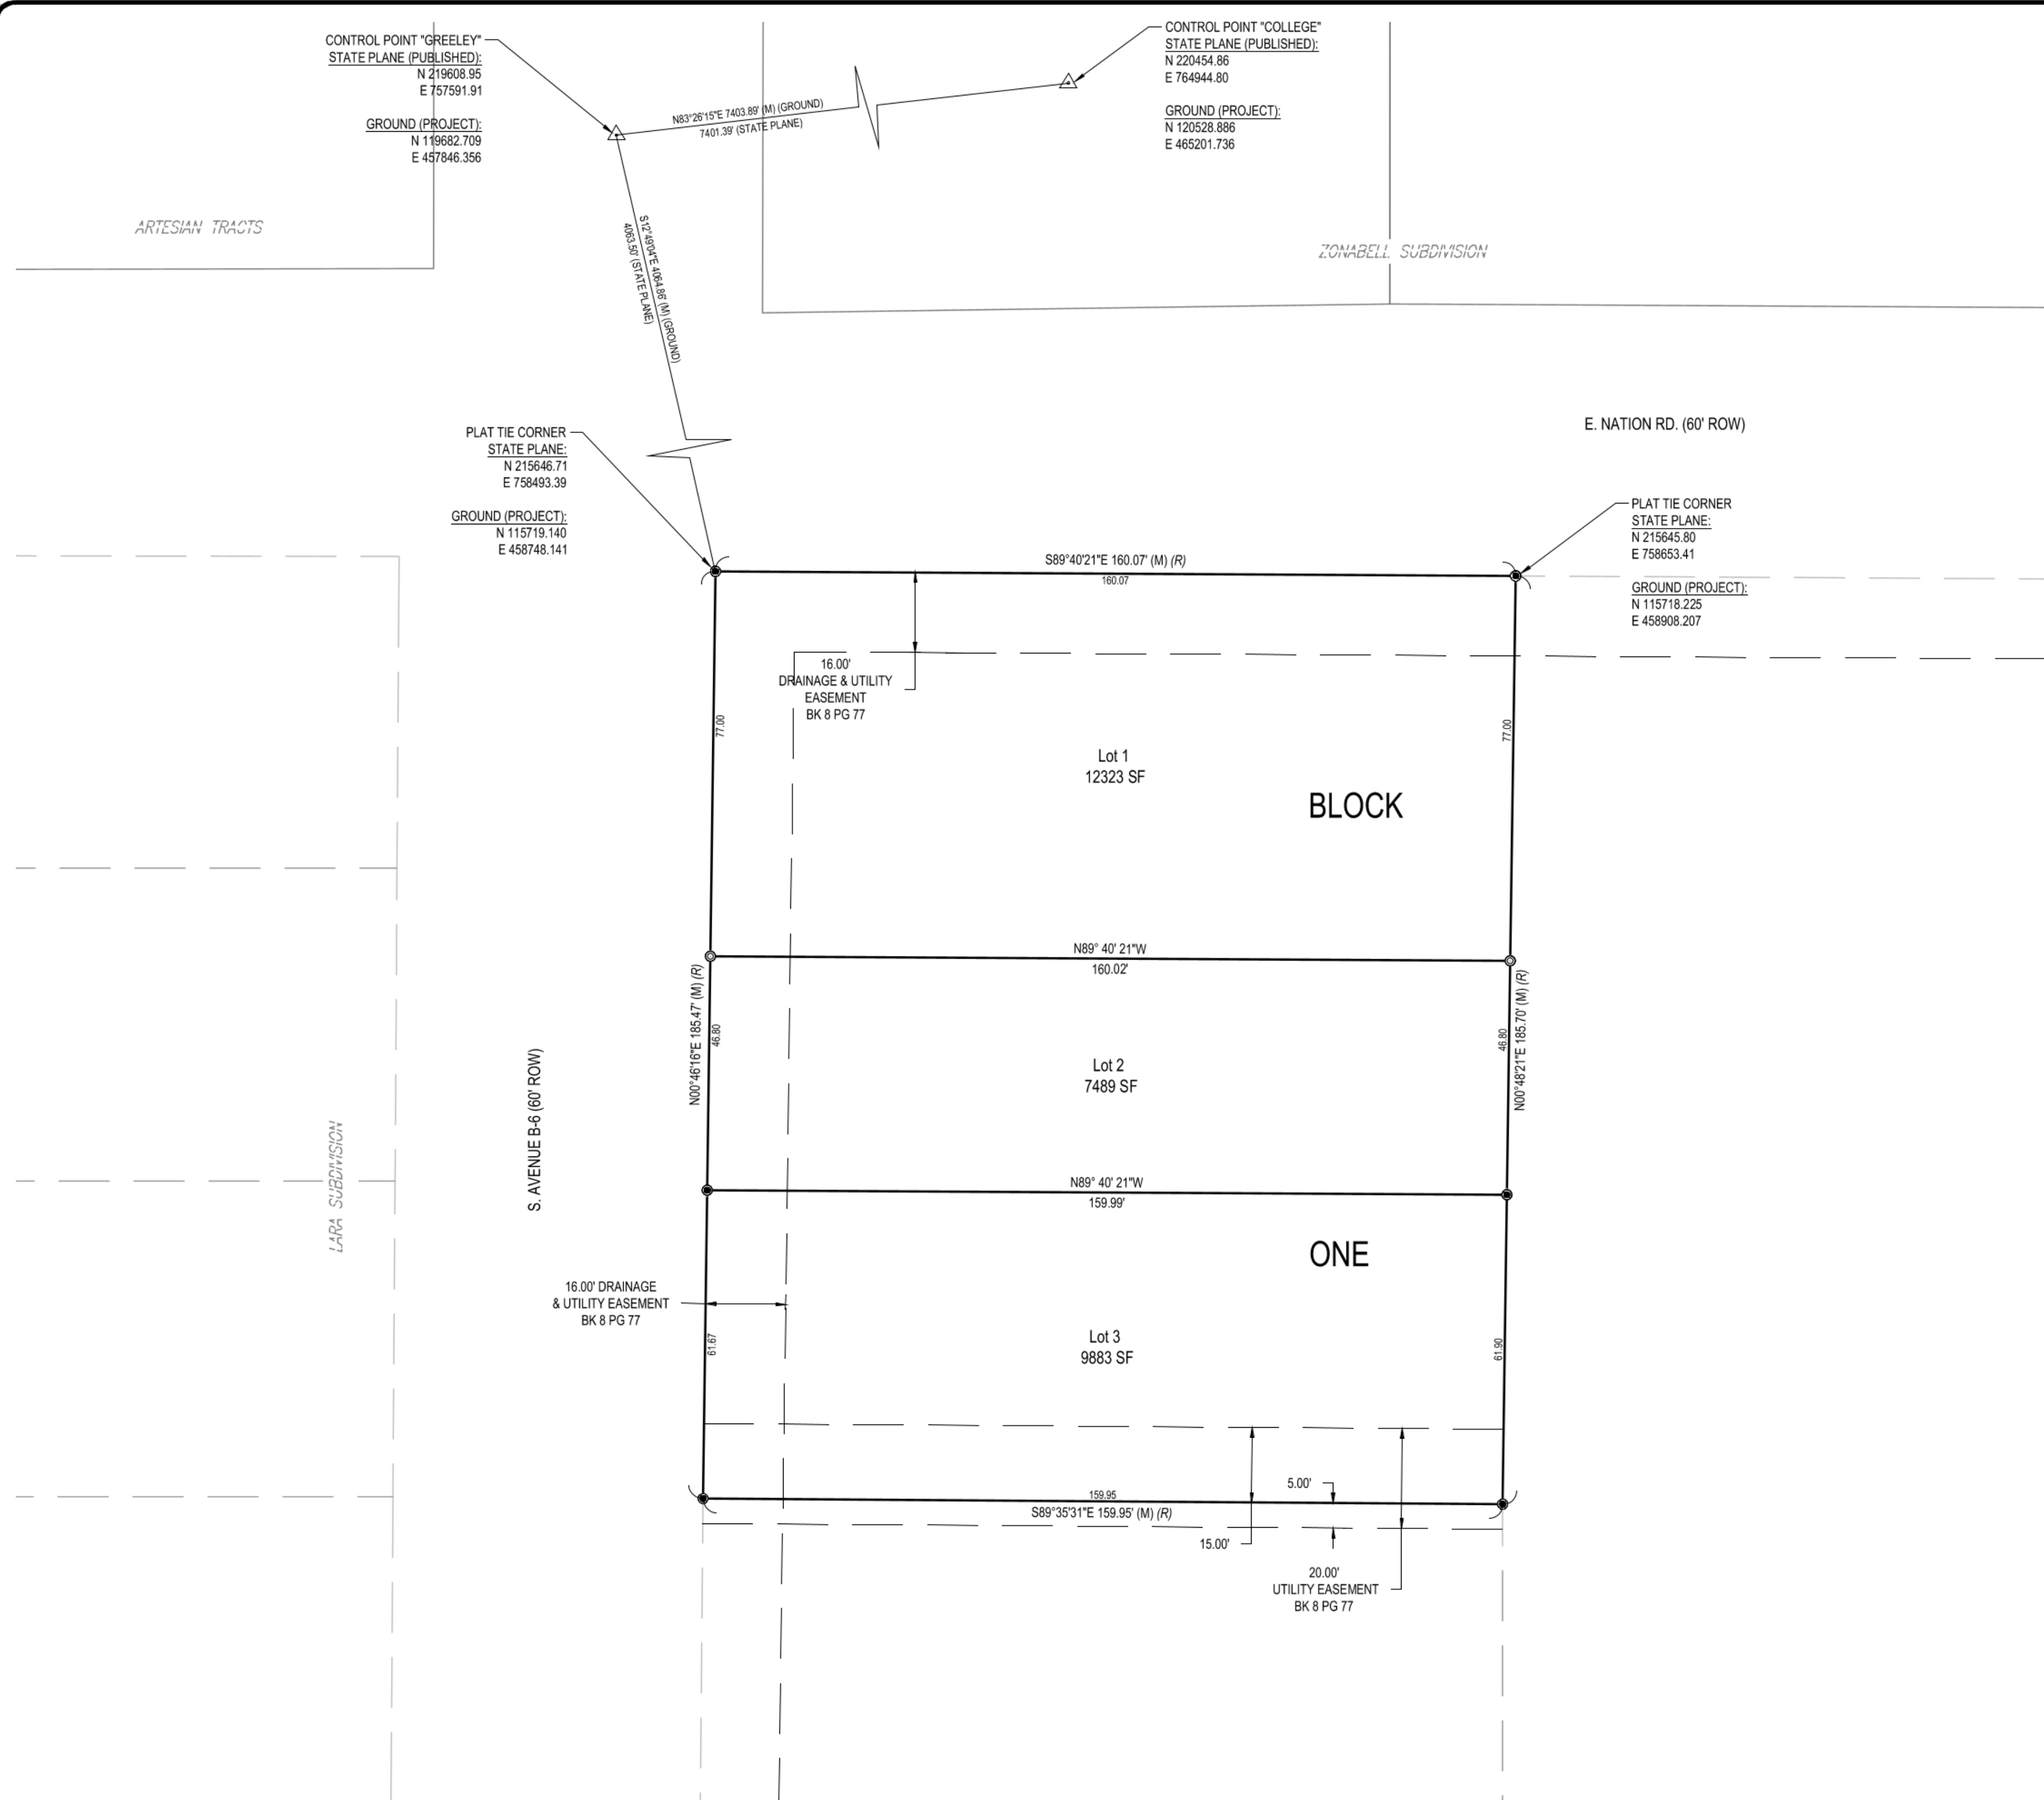 CONTROL POINT "GREELEY"
STATE PLANE (PUBLISHED):
N 219608.95
E 757591.91
GROUND (PROJECT):
N 119682.709
E 457846.356
CONTROL POINT "COLLEGE"
STATE PLANE (PUBLISHED):
N 220454.86
E 764944.80
GROUND (PROJECT):
N 120528.886
E 465201.736
N83°26'15"E 7403.89' (M) (GROUND)
7401.39' (STATE PLANE)
ARTESIAN TRACTS
ZONABELL SUBDIVISION
S12°49'04"E 4064.86' (M) (GROUND)
4063.50' (STATE PLANE)
E. NATION RD. (60' ROW)
PLAT TIE CORNER
STATE PLANE:
N 215646.71
E 758493.39
GROUND (PROJECT):
N 115719.140
E 458748.141
PLAT TIE CORNER
STATE PLANE:
N 215645.80
E 758653.41
GROUND (PROJECT):
N 115718.225
E 458908.207
S89°40'21"E 160.07' (M) (R)
160.07
16.00'
DRAINAGE & UTILITY
EASEMENT
BK 8 PG 77
77.00
77.00
Lot 1
12323 SF
BLOCK
N89° 40' 21"W
160.02'
N00°46'16"E 185.47' (M) (R)
46.80
46.80
N00°48'21"E 185.70' (M) (R)
Lot 2
7489 SF
S. AVENUE B-6 (60' ROW)
LARA SUBDIVISION
N89° 40' 21"W
159.99'
ONE
16.00' DRAINAGE
& UTILITY EASEMENT
BK 8 PG 77
61.67
61.90
Lot 3
9883 SF
5.00'
159.95
S89°35'31"E 159.95' (M) (R)
15.00'
20.00'
UTILITY EASEMENT
BK 8 PG 77